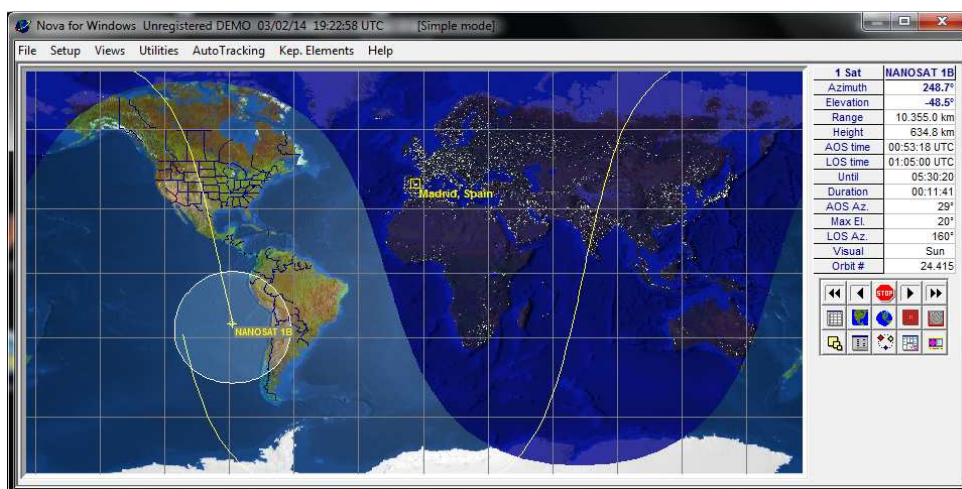 Nova for Windows Unregistered DEMO 03/02/14 19:22:58 UTC [Simple mode]
File Setup Views Utilities AutoTracking Kep. Elements Help
1 Sat NANOSAT 1B
Azimuth 248.7°
Elevation -48.5°
Range 10.355.0 km
Height 634.8 km
AOS time 00:53:18 UTC
LOS time 01:05:00 UTC
Until 05:30:20
Duration 00:11:41
AOS Az. 29°
Max El. 20°
LOS Az. 160°
Visual Sun
Orbit # 24.415
STOP
Madrid, Spain
NANOSAT 1B